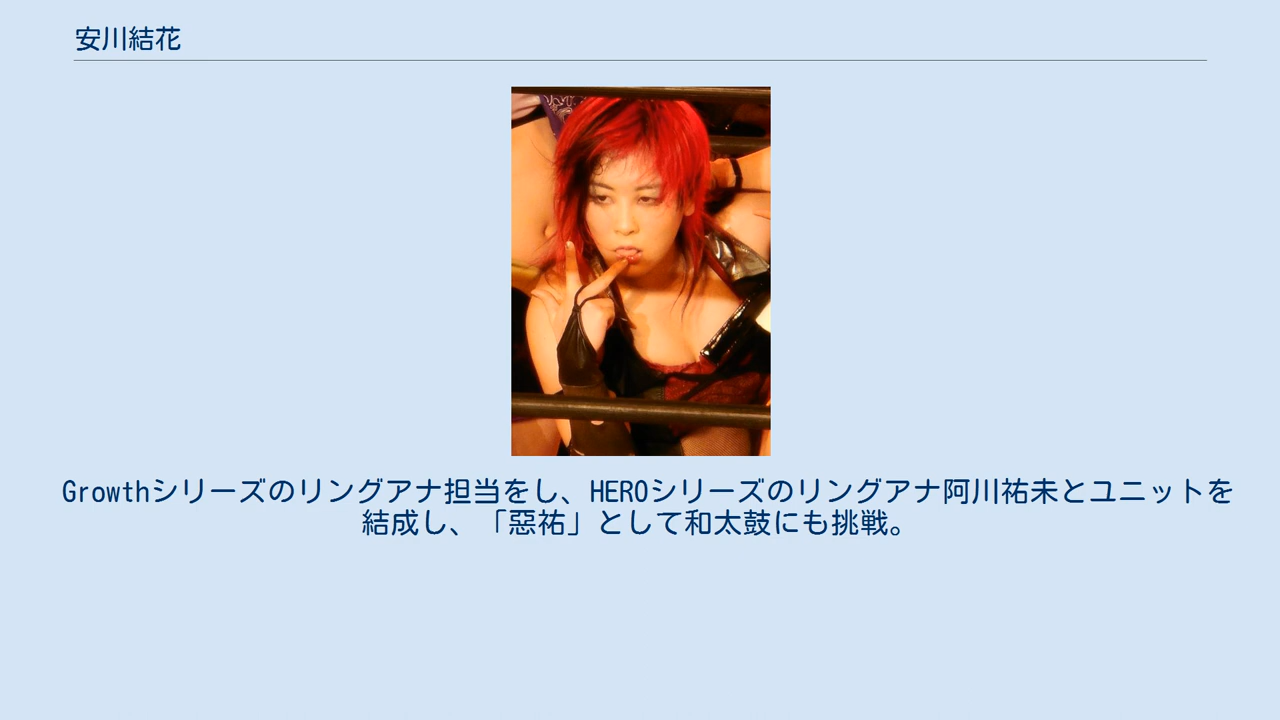 安川結花
Growthシリーズのリングアナ担当をし、HEROシリーズのリングアナ阿川祐未とユニットを
結成し、「惡祐」として和太鼓にも挑戦。